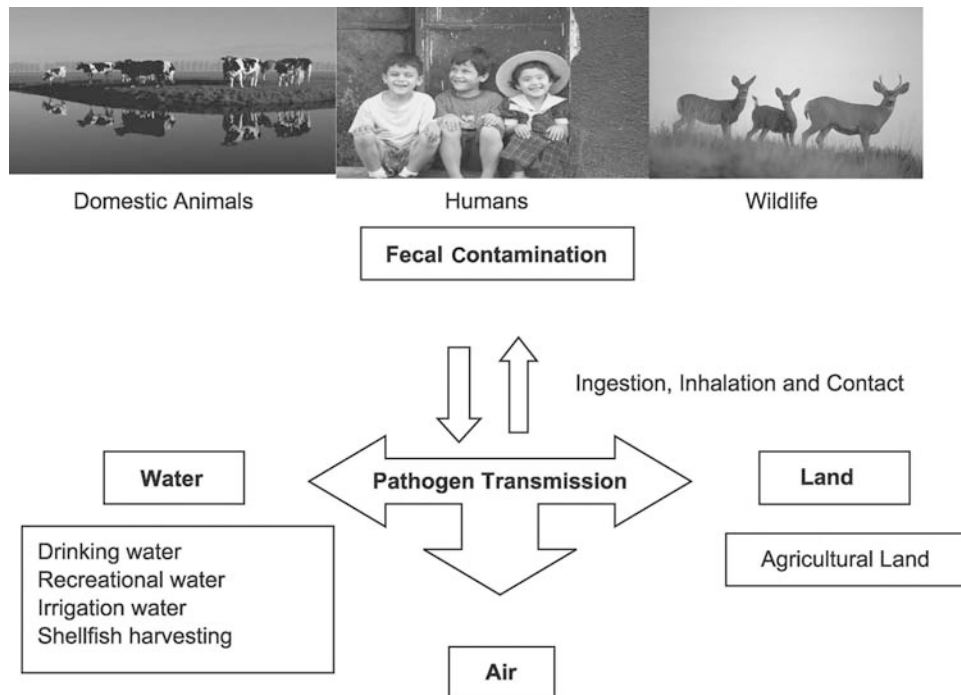 Domestic Animals
Humans
Wildlife
Fecal Contamination
Ingestion, Inhalation and Contact
Water
Pathogen Transmission
Land
Drinking water
Recreational water
Irrigation water
Shellfish harvesting
Agricultural Land
Air